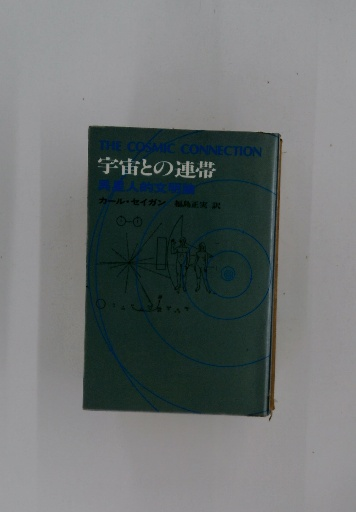 THE COSMIC CONNECTION
宇宙との連帯
異星人的文明論
カール・セイガン 福島正実 訳